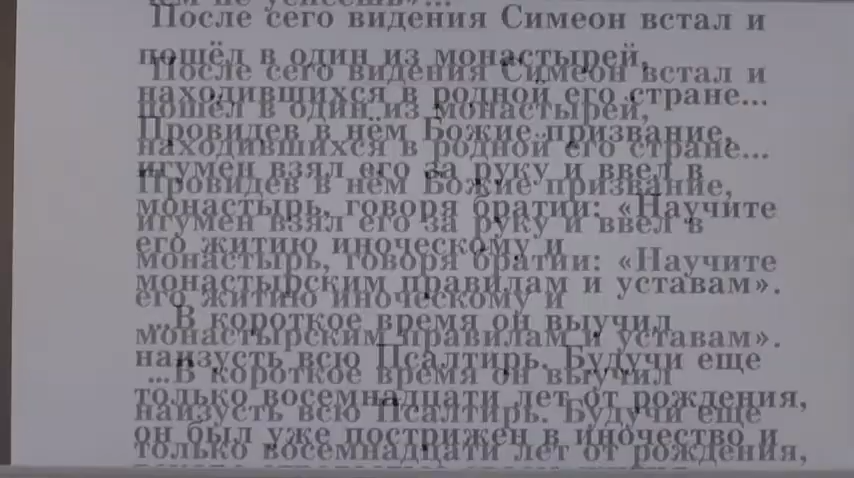 После сего видения Симеон встал и
пошёл в один из монастырей,
находившихся в родной его стране...
Провидев в нём Божие призвание,
игумен взял его за руку и ввел в
монастырь, говоря братии: «Научите
его житию иноческому и
монастырским правилам и уставам».
...В короткое время он выучил
наизусть всю Псалтирь. Будучи еще
только восемнадцати лет от рождения,
он был уже пострижен в иночество и